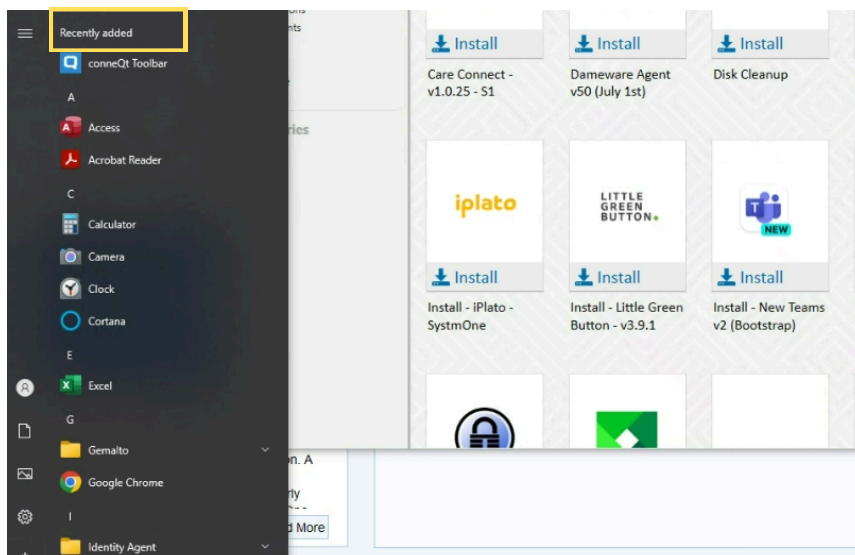 Recently added
conneQt Toolbar
A
Access
Acrobat Reader
C
Calculator
Camera
Clock
Cortana
E
Excel
G
Gemalto
Google Chrome
I
Identity Agent
nts
ries
Install
Install
Install
Care Connect -
v1.0.25 - S1
Dameware Agent
v50 (July 1st)
Disk Cleanup
iplato
LITTLE
GREEN
BUTTON.
NEW
Install
Install
Install
Install - iPlato -
SystmOne
Install - Little Green
Button - v3.9.1
Install - New Teams
v2 (Bootstrap)
on. A
rly
d More